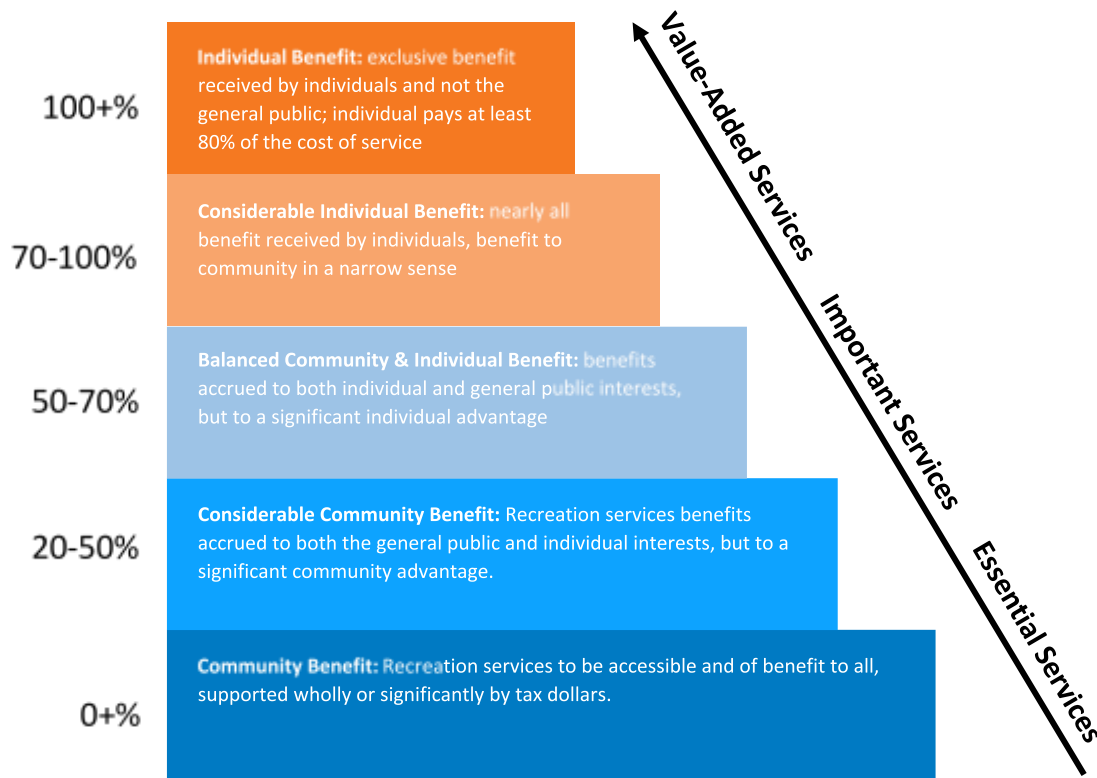 100+%
Individual Benefit: exclusive benefit
received by individuals and not the
general public; individual pays at least
80% of the cost of service
70-100%
Considerable Individual Benefit: nearly all
benefit received by individuals, benefit to
community in a narrow sense
50-70%
Balanced Community & Individual Benefit: benefits
accrued to both individual and general public interests,
but to a significant individual advantage
20-50%
Considerable Community Benefit: Recreation services benefits
accrued to both the general public and individual interests, but to a
significant community advantage.
0+%
Community Benefit: Recreation services to be accessible and of benefit to all,
supported wholly or significantly by tax dollars.
Value-Added Services
Important Services
Essential Services